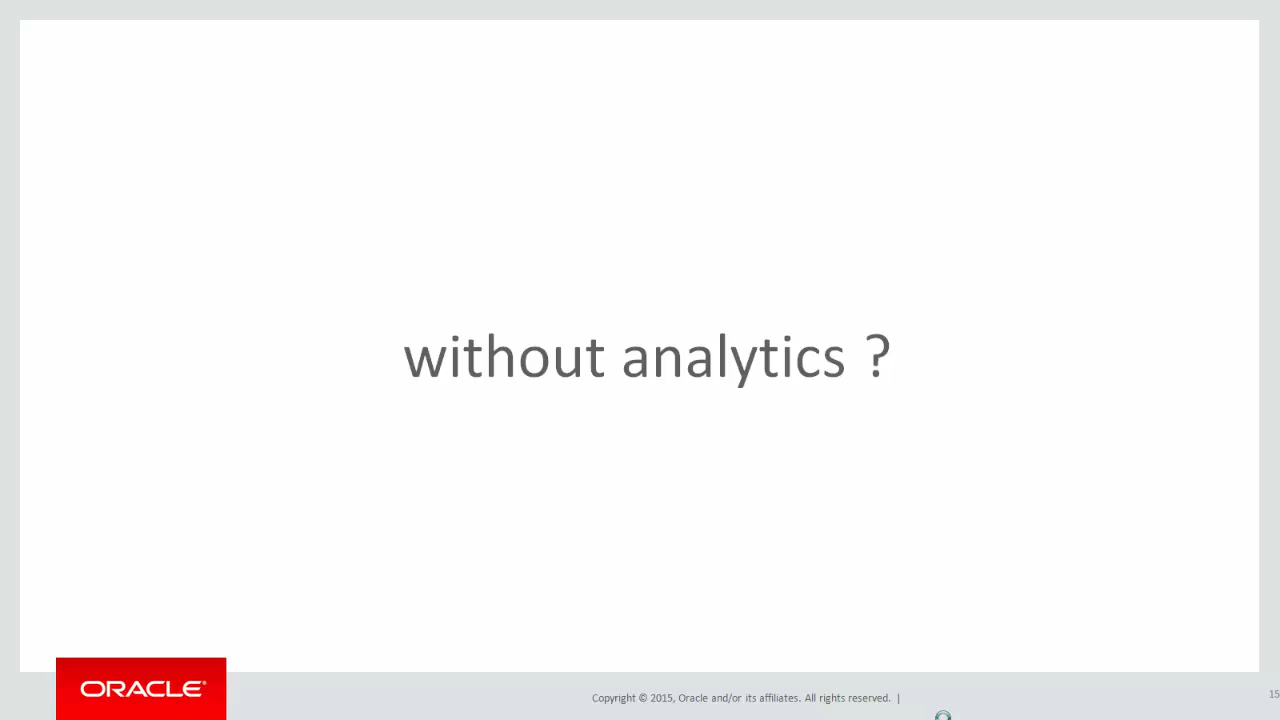 without analytics ?
ORACLE®
Copyright © 2015, Oracle and/or its affiliates. All rights reserved. |
15